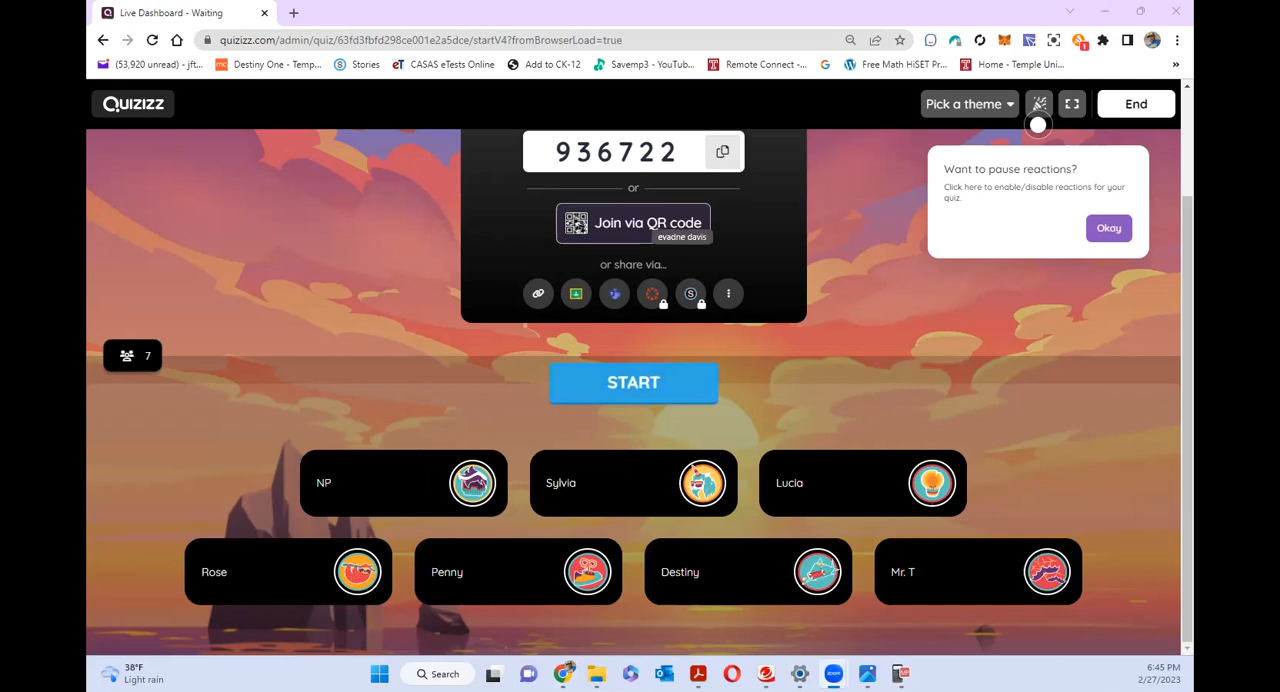 Live Dashboard - Waiting
quizizz.com/admin/quiz/63fd3fbfd298ce001e2a5dce/startV4?fromBrowserLoad=true
1
(53,920 unread) - jft...
Destiny One - Temp...
Stories
eT CASAS eTests Online
Add to CK-12
Savemp3 - YouTub...
Remote Connec -...
Free Math HiSET Pr...
Home - Temple Uni...
»
Quizizz
Pick a theme
End
936722
Want to pause reactions?
Click here to enable/disable reactions for your
quiz.
Okay
or
Join via QR code
evadne davis
or share via...
7
START
NP
Sylvia
Lucia
Rose
Penny
Destiny
Mr. T
38°F
Light rain
Search
zoom
6:45 PM
2/27/2023